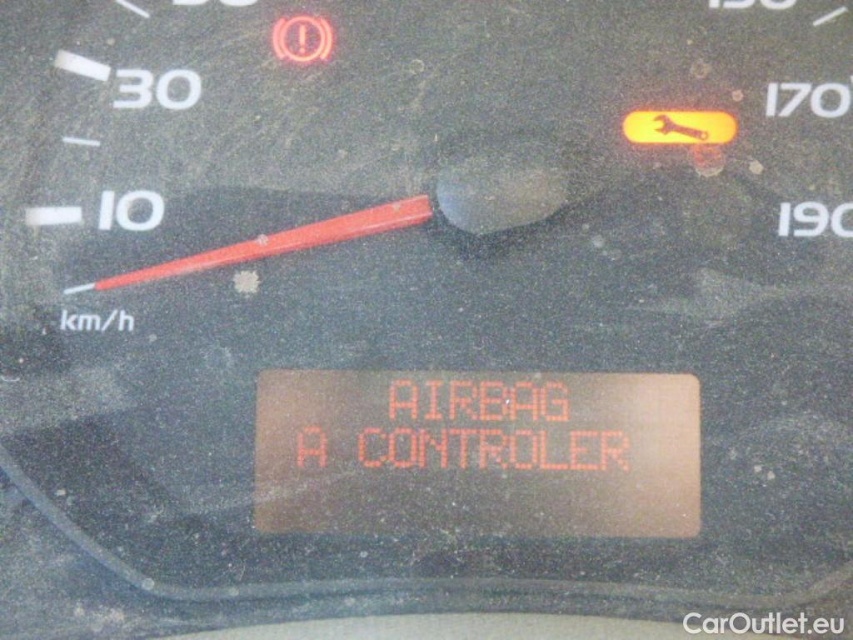 30
170
10
190
km/h
AIRBAG
A CONTROLER
CarOutlet.eu